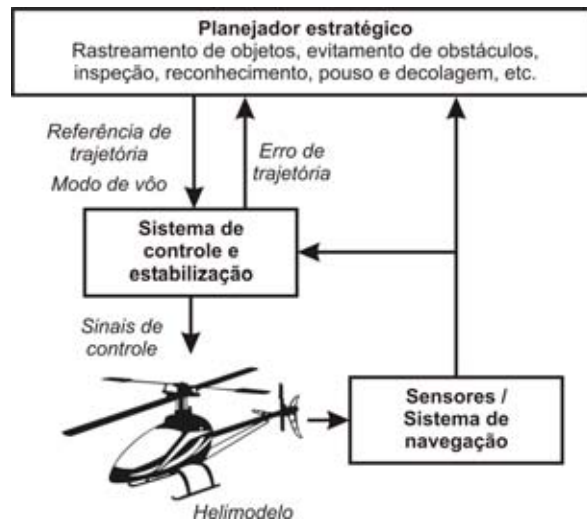 Planejador estratégico
Rastreamento de objetos, evitamento de obstáculos,
inspeção, reconhecimento, pouso e decolagem, etc.
Referência de
trajetória
Modo de vôo
Erro de
trajetória
Sistema de
controle e
estabilização
Sinais de
controle
Sensores /
Sistema de
navegação
Helimodelo